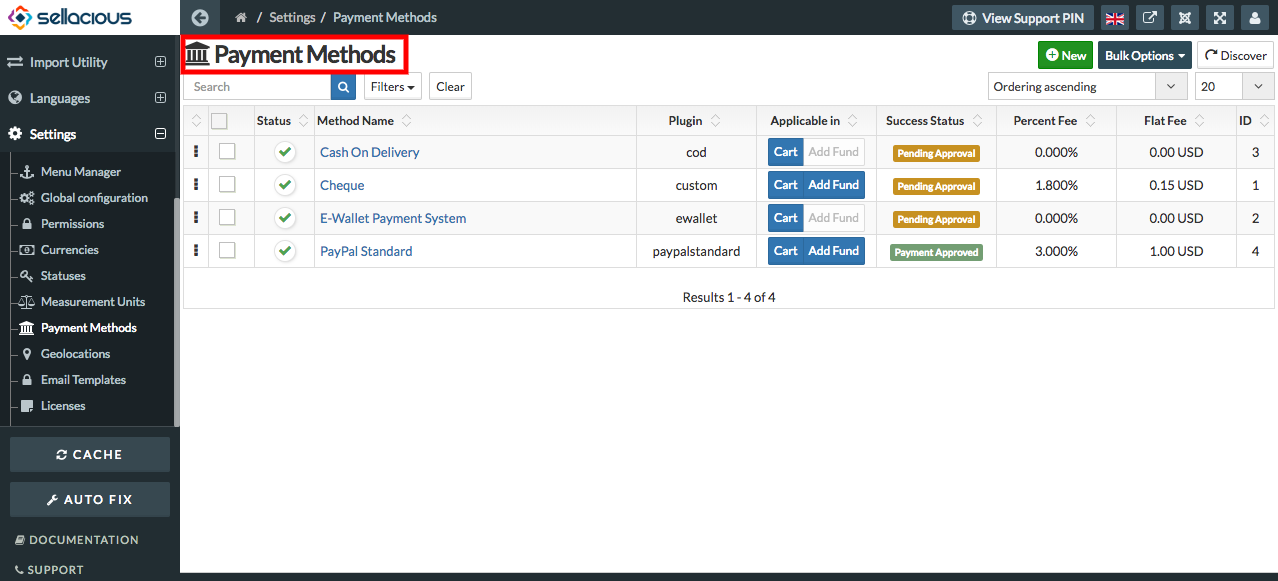 sellacious
/ Settings / Payment Methods
View Support PIN
Import Utility
Languages
Settings
Menu Manager
Global configuration
Permissions
Currencies
Statuses
Measurement Units
Payment Methods
Geolocations
Email Templates
Licenses
CACHE
AUTO FIX
DOCUMENTATION
SUPPORT
Payment Methods
New Bulk Options Discover
Search Filters Clear Ordering ascending 20
Status Method Name Plugin Applicable in Success Status Percent Fee Flat Fee ID
Cash On Delivery cod Cart Add Fund Pending Approval 0.000% 0.00 USD 3
Cheque custom Cart Add Fund Pending Approval 1.800% 0.15 USD 1
E-Wallet Payment System ewallet Cart Add Fund Pending Approval 0.000% 0.00 USD 2
PayPal Standard paypalstandard Cart Add Fund Payment Approved 3.000% 1.00 USD 4
Results 1 - 4 of 4